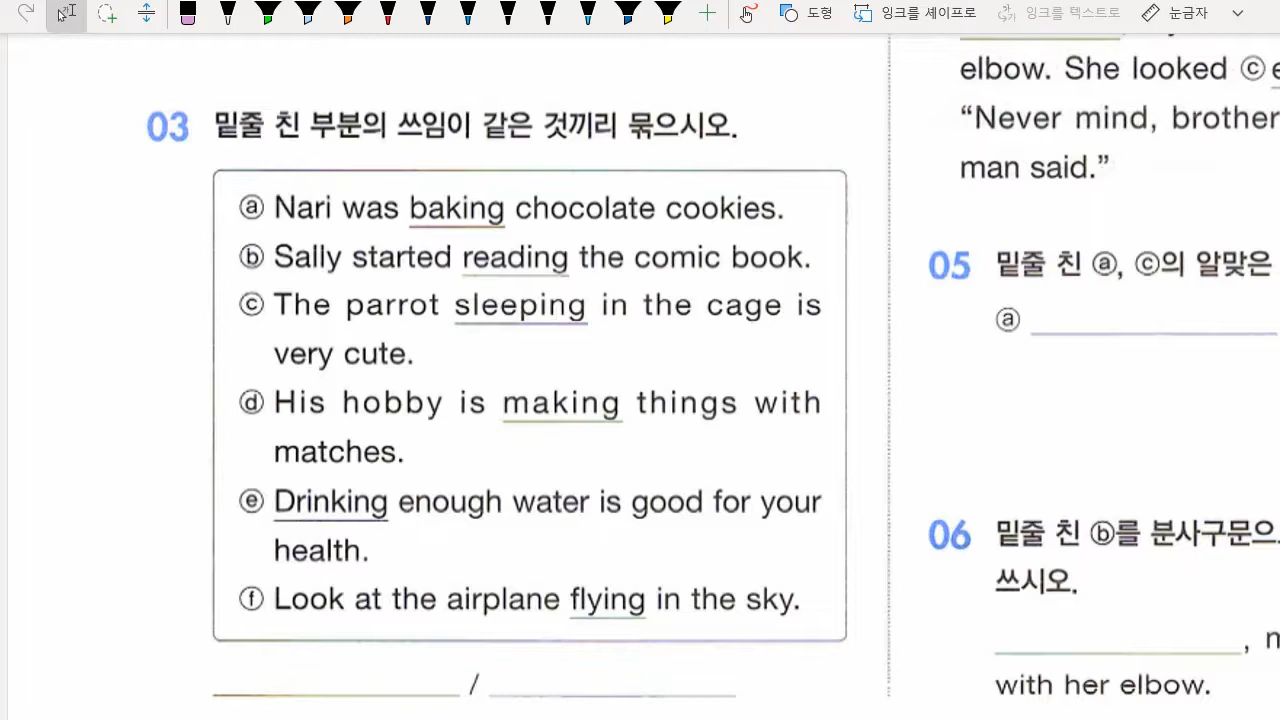 도형
잉크를 셰이프로
잉크를 텍스트로
눈금자
03 밑줄 친 부분의 쓰임이 같은 것끼리 묶으시오.
ⓐ Nari was baking chocolate cookies.
ⓑ Sally started reading the comic book.
ⓒ The parrot sleeping in the cage is
very cute.
ⓓ His hobby is making things with
matches.
ⓔ Drinking enough water is good for your
health.
ⓕ Look at the airplane flying in the sky.
/
elbow. She looked ⓒ
“Never mind, brother
man said.”
05 밑줄 친 ⓐ, ⓒ의 알맞은
ⓐ
06 밑줄 친 ⓑ를 분사구문으
쓰시오.
,
with her elbow.